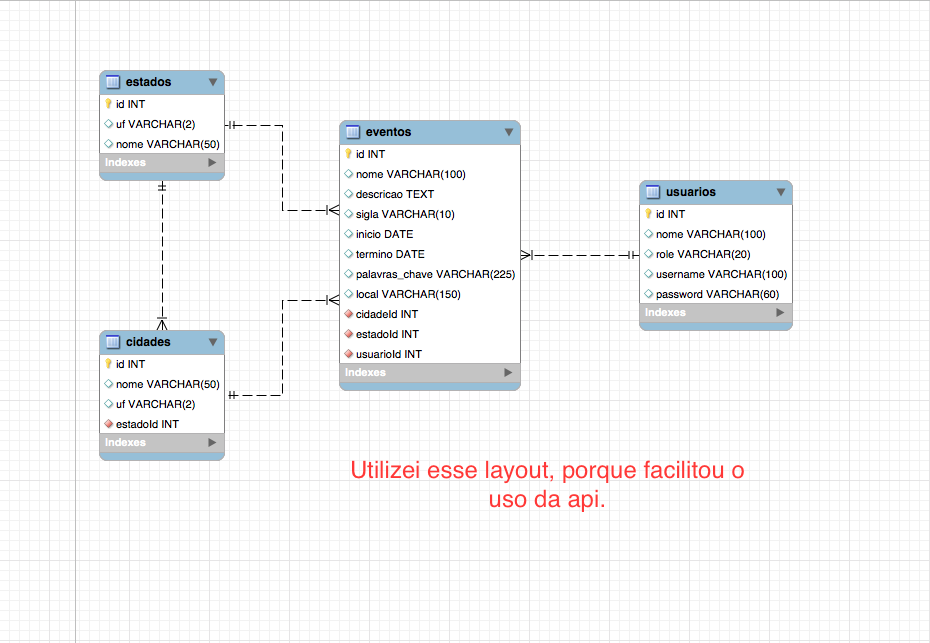 estados
id INT
uf VARCHAR(2)
nome VARCHAR(50)
Indexes
eventos
id INT
nome VARCHAR(100)
descricao TEXT
sigla VARCHAR(10)
inicio DATE
termino DATE
palavras_chave VARCHAR(225)
local VARCHAR(150)
cidadeId INT
estadoId INT
usuarioId INT
Indexes
usuarios
id INT
nome VARCHAR(100)
role VARCHAR(20)
username VARCHAR(100)
password VARCHAR(60)
Indexes
cidades
id INT
nome VARCHAR(50)
uf VARCHAR(2)
estadoId INT
Indexes
Utilizei esse layout, porque facilitou o
uso da api.